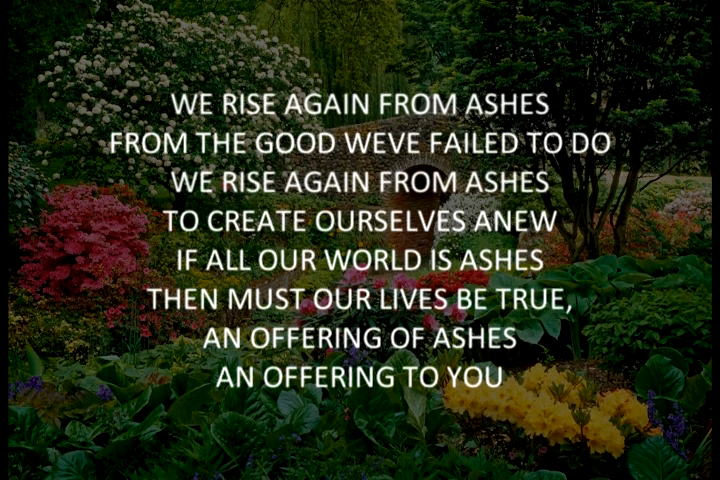 WE RISE AGAIN FROM ASHES
FROM THE GOOD WEVE FAILED TO DO
WE RISE AGAIN FROM ASHES
TO CREATE OURSELVES ANEW
IF ALL OUR WORLD IS ASHES
THEN MUST OUR LIVES BE TRUE,
AN OFFERING OF ASHES
AN OFFERING TO YOU